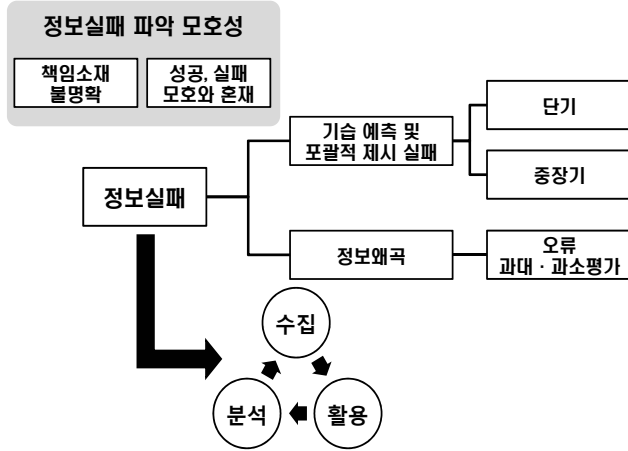 정보실패 파악 모호성
책임소재
불명확
성공, 실패
모호와 혼재
정보실패
기습 예측 및
포괄적 제시 실패
단기
중장기
정보왜곡
오류
과대 · 과소평가
수집
분석
활용